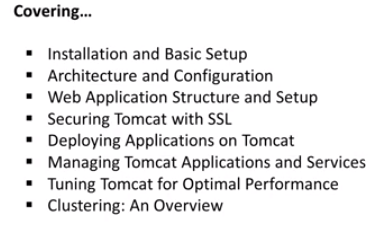 Covering...
▪ Installation and Basic Setup
▪ Architecture and Configuration
▪ Web Application Structure and Setup
▪ Securing Tomcat with SSL
▪ Deploying Applications on Tomcat
▪ Managing Tomcat Applications and Services
▪ Tuning Tomcat for Optimal Performance
▪ Clustering: An Overview